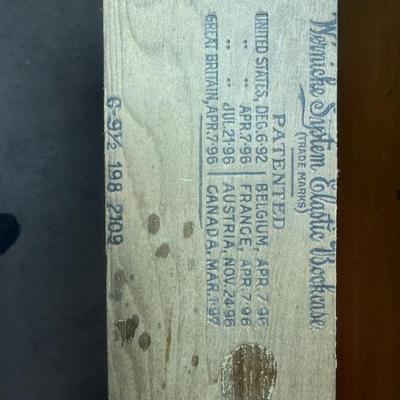 Wernicke System Elastic Bookcase
(TRADE MARKS)
PATENTED
UNITED STATES, DEC.6-92 BELGIUM, APR.7-96
" " APR.7-96 FRANCE, APR.7-96
" " JUL.21-96 AUSTRIA, NOV.24-96
GREAT BRITAIN, APR.7-96 CANADA, MAR.1-97
6-9½ 198 2109